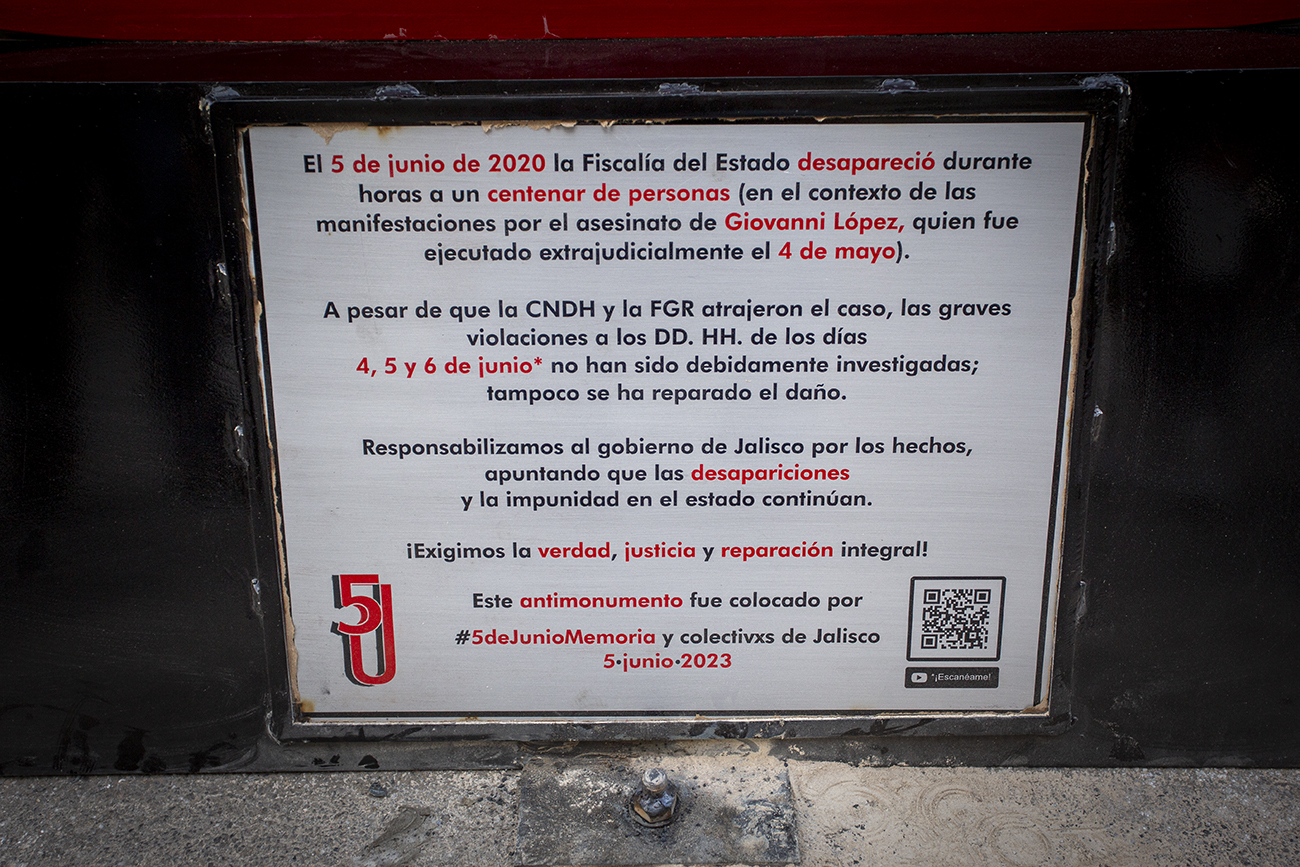 El 5 de junio de 2020 la Fiscalía del Estado desapareció durante
horas a un centenar de personas (en el contexto de las
manifestaciones por el asesinato de Giovanni López, quien fue
ejecutado extrajudicialmente el 4 de mayo).
A pesar de que la CNDH y la FGR atrajeron el caso, las graves
violaciones a los DD. HH. de los días
4, 5 y 6 de junio* no han sido debidamente investigadas;
tampoco se ha reparado el daño.
Responsabilizamos al gobierno de Jalisco por los hechos,
apuntando que las desapariciones
y la impunidad en el estado continúan.
¡Exigimos la verdad, justicia y reparación integral!
5J
Este antimonumento fue colocado por
#5deJunioMemoria y colectivxs de Jalisco
5·junio·2023
*¡Escanéame!